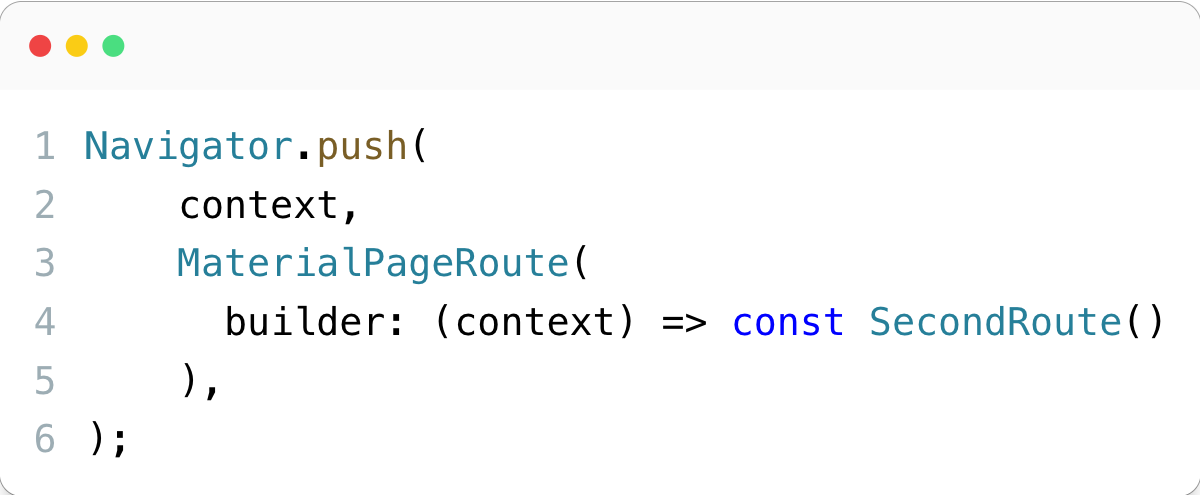 1 Navigator.push(
2     context,
3     MaterialPageRoute(
4       builder: (context) => const SecondRoute()
5     ),
6 );